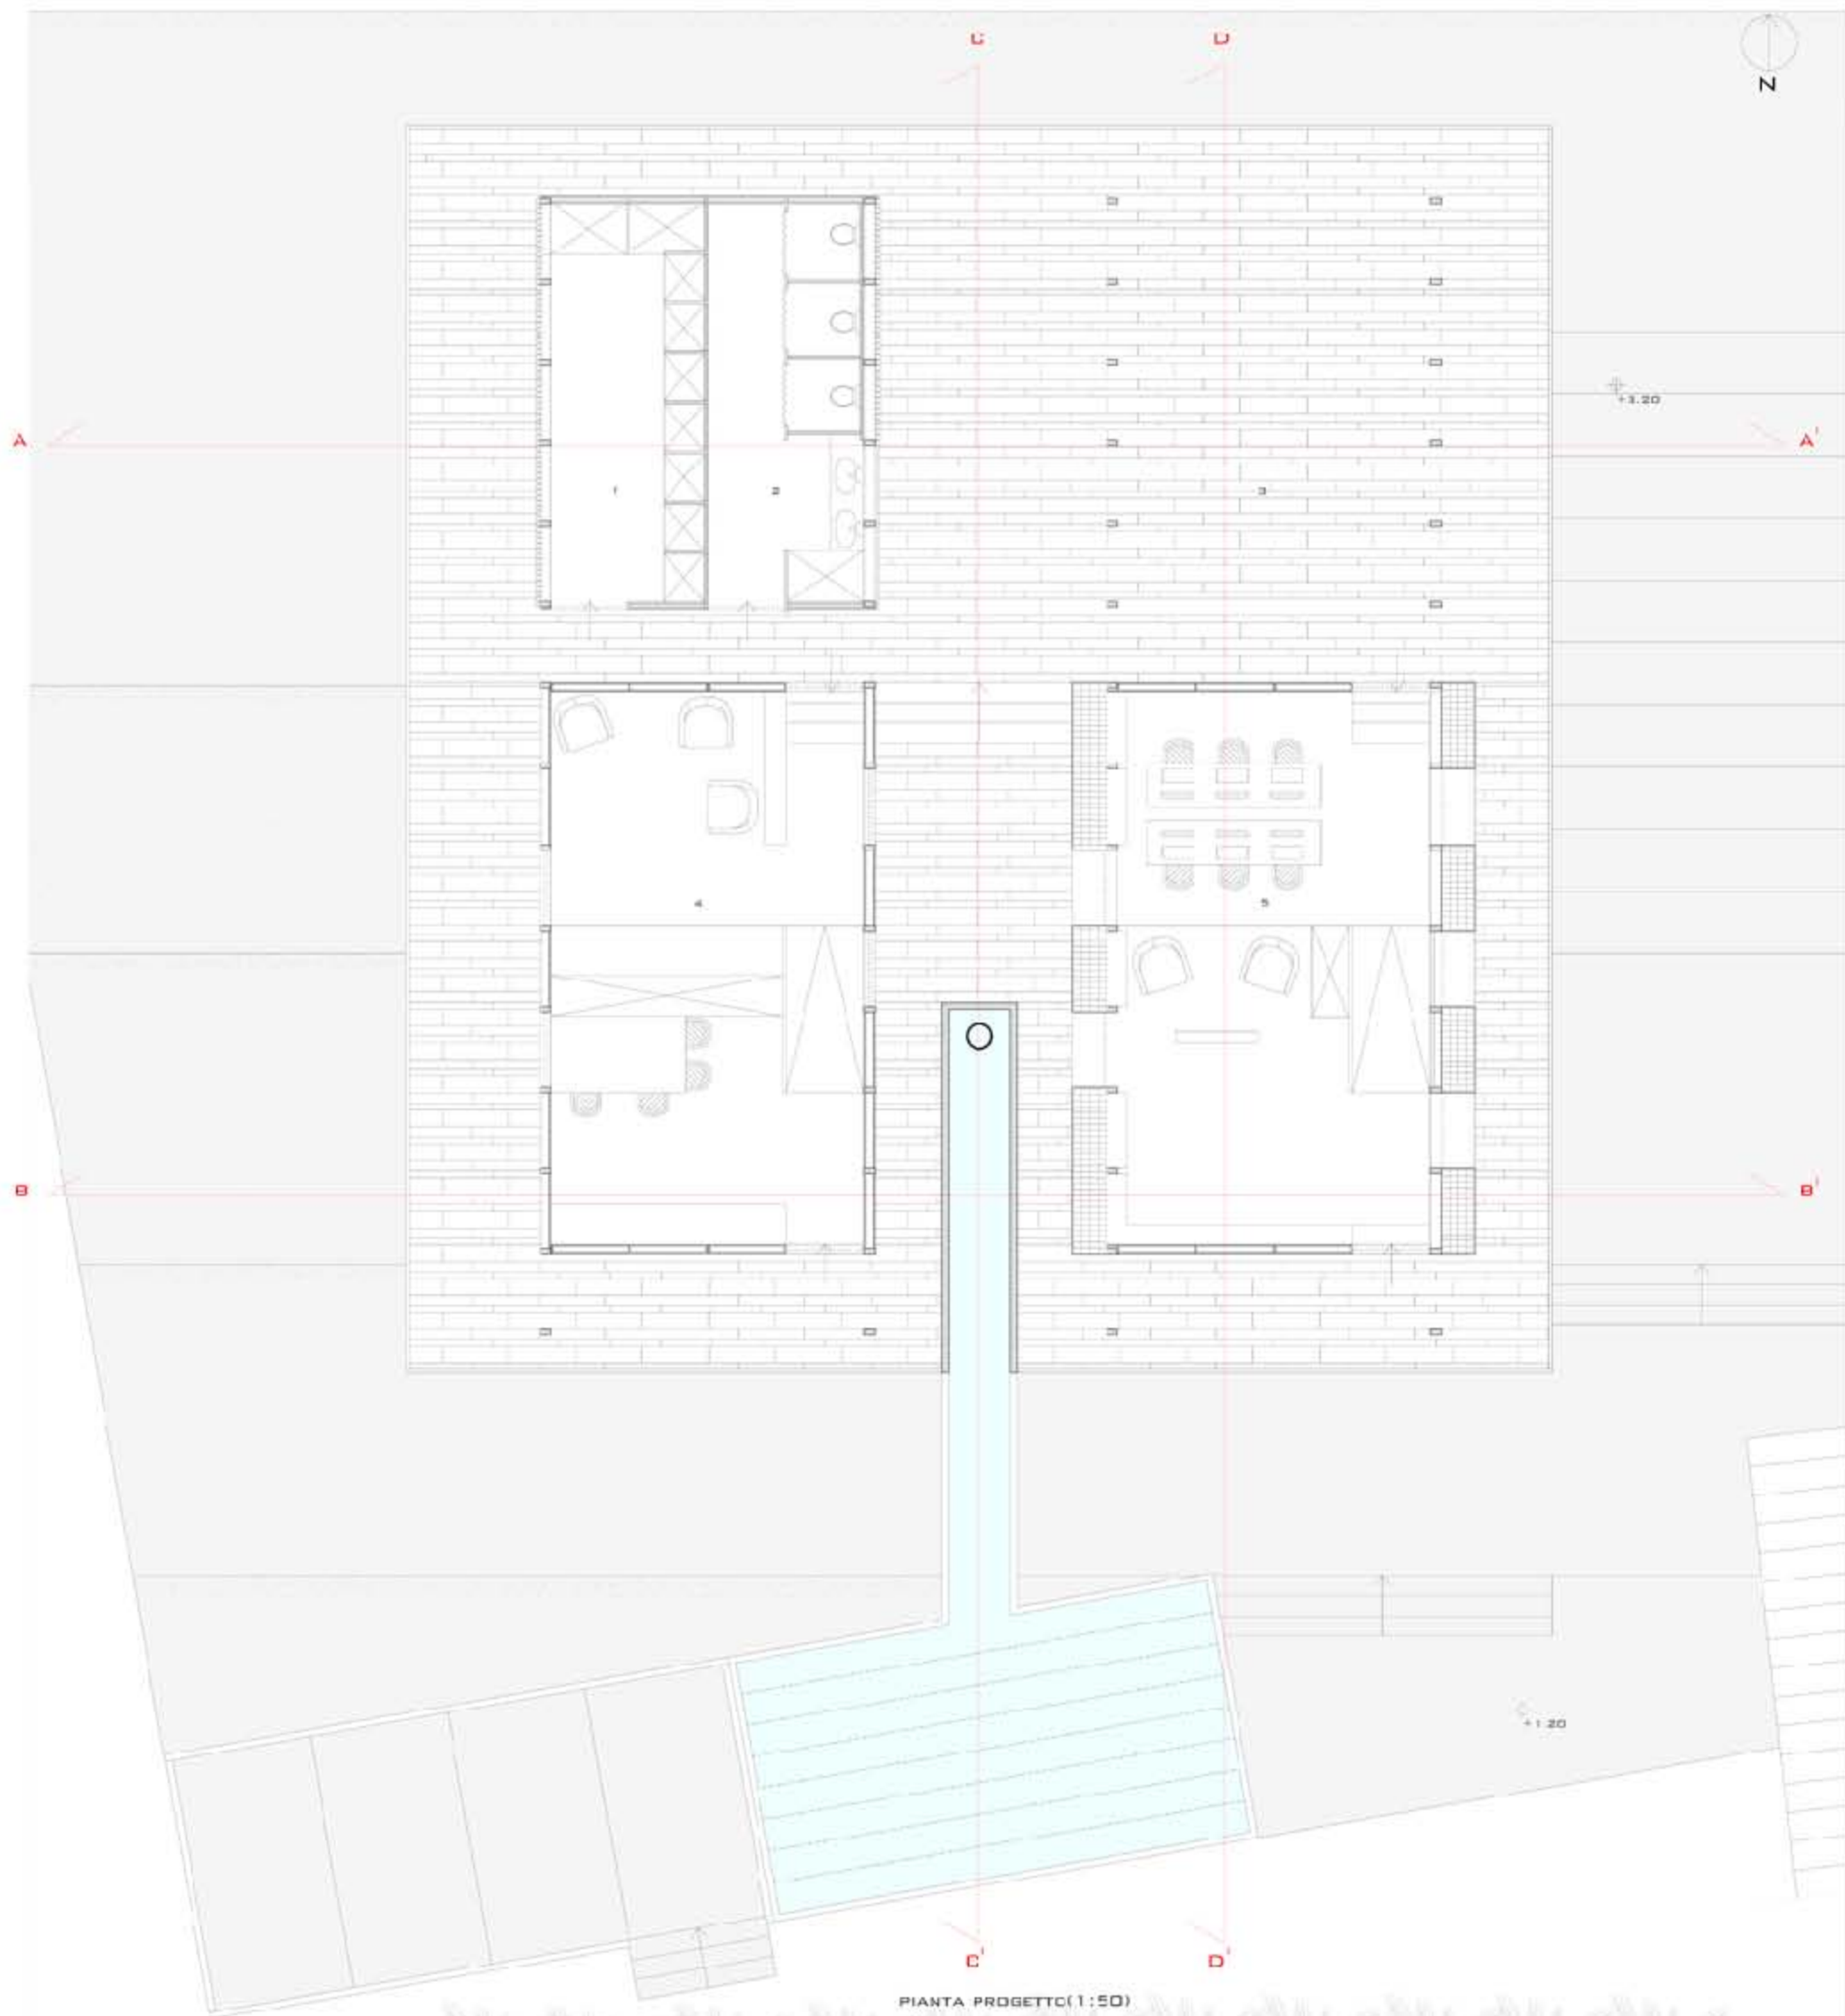 C D
N
+3.20
A A'
1 2 3
4 5
B B'
+1.20
C' D'
PIANTA PROGETTO(1:50)